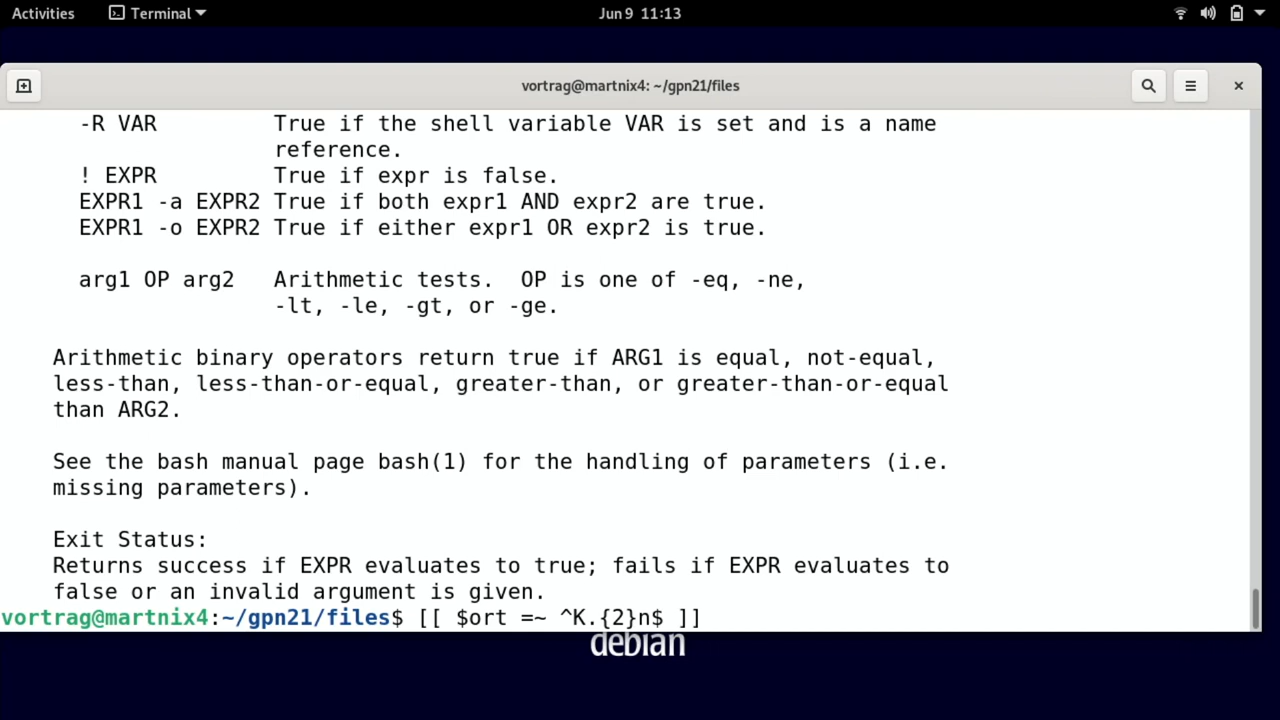 Activities Terminal Jun 9 11:13
vortrag@martnix4: ~/gpn21/files
-R VAR True if the shell variable VAR is set and is a name
reference.
! EXPR True if expr is false.
EXPR1 -a EXPR2 True if both expr1 AND expr2 are true.
EXPR1 -o EXPR2 True if either expr1 OR expr2 is true.
arg1 OP arg2 Arithmetic tests. OP is one of -eq, -ne,
-lt, -le, -gt, or -ge.
Arithmetic binary operators return true if ARG1 is equal, not-equal,
less-than, less-than-or-equal, greater-than, or greater-than-or-equal
than ARG2.
See the bash manual page bash(1) for the handling of parameters (i.e.
missing parameters).
Exit Status:
Returns success if EXPR evaluates to true; fails if EXPR evaluates to
false or an invalid argument is given.
vortrag@martnix4:~/gpn21/files$ [[ $ort =~ ^K.{2}n$ ]]
debian